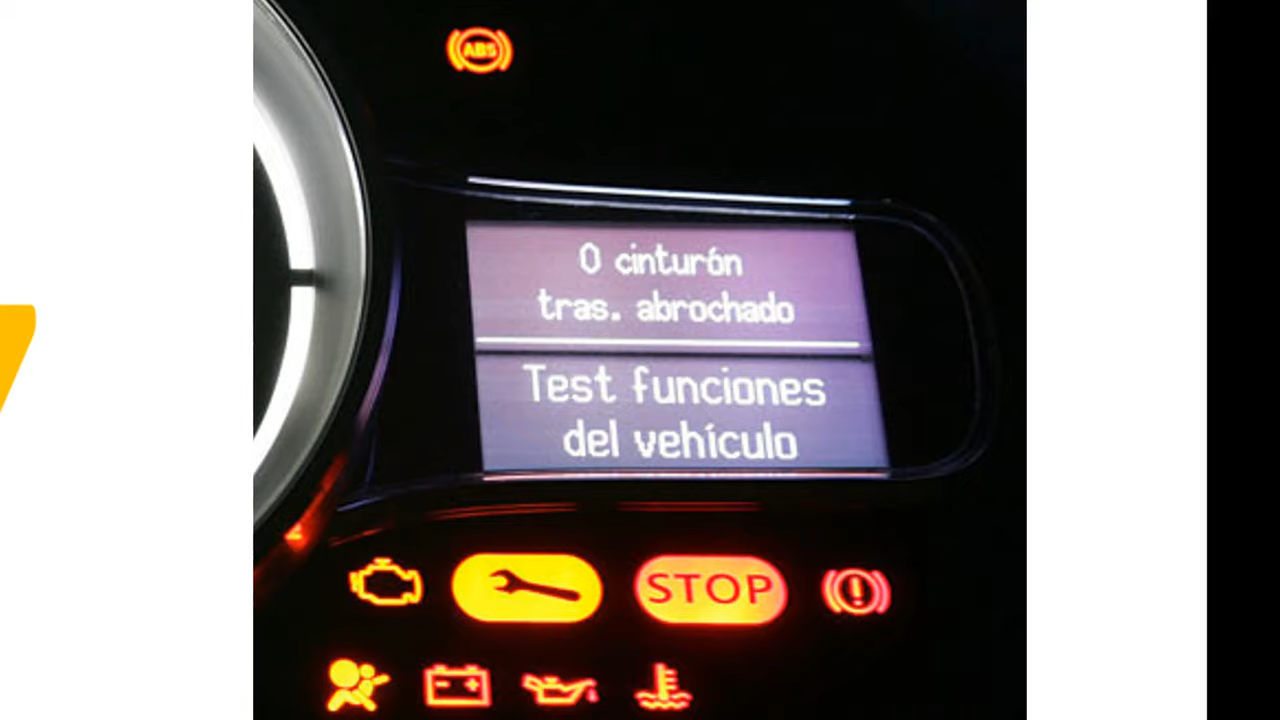 ABS
0 cinturón
tras. abrochado
Test funciones
del vehículo
STOP